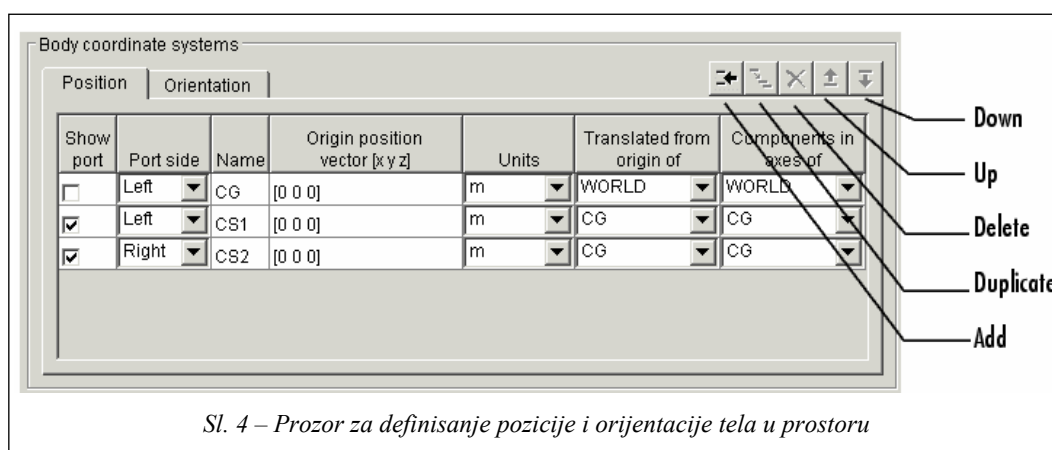 Body coordinate systems
Position Orientation
Show port Port side Name Origin position vector [x y z] Units Translated from origin of Components in axes of
Left CG [0 0 0] m WORLD WORLD
Left CS1 [0 0 0] m CG CG
Right CS2 [0 0 0] m CG CG
Down
Up
Delete
Duplicate
Add
Sl. 4 – Prozor za definisanje pozicije i orijentacije tela u prostoru